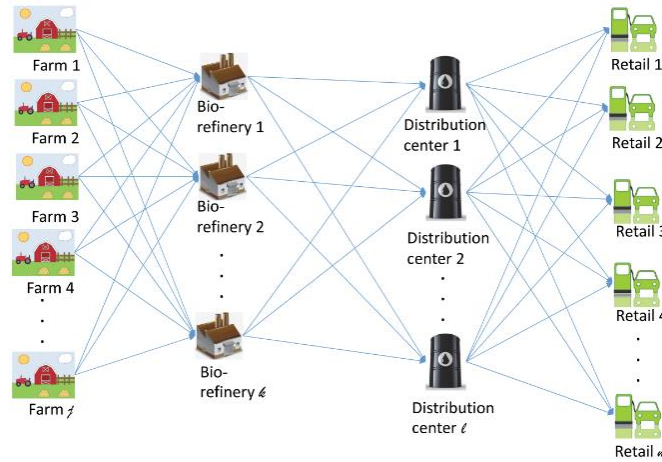 Farm 1
Farm 2
Farm 3
Farm 4
Farm j
Bio-
refinery 1
Bio-
refinery 2
Bio-
refinery k
Distribution
center 1
Distribution
center 2
Distribution
center ℓ
Retail 1
Retail 2
Retail 3
Retail 4
Retail